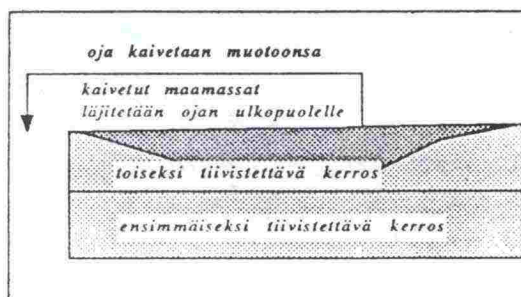 oja kaivetaan muotoonsa
kaivetut maamassat
läjitetään ojan ulkopuolelle
toiseksi tiivistettävä kerros
ensimmäiseksi tiivistettävä kerros